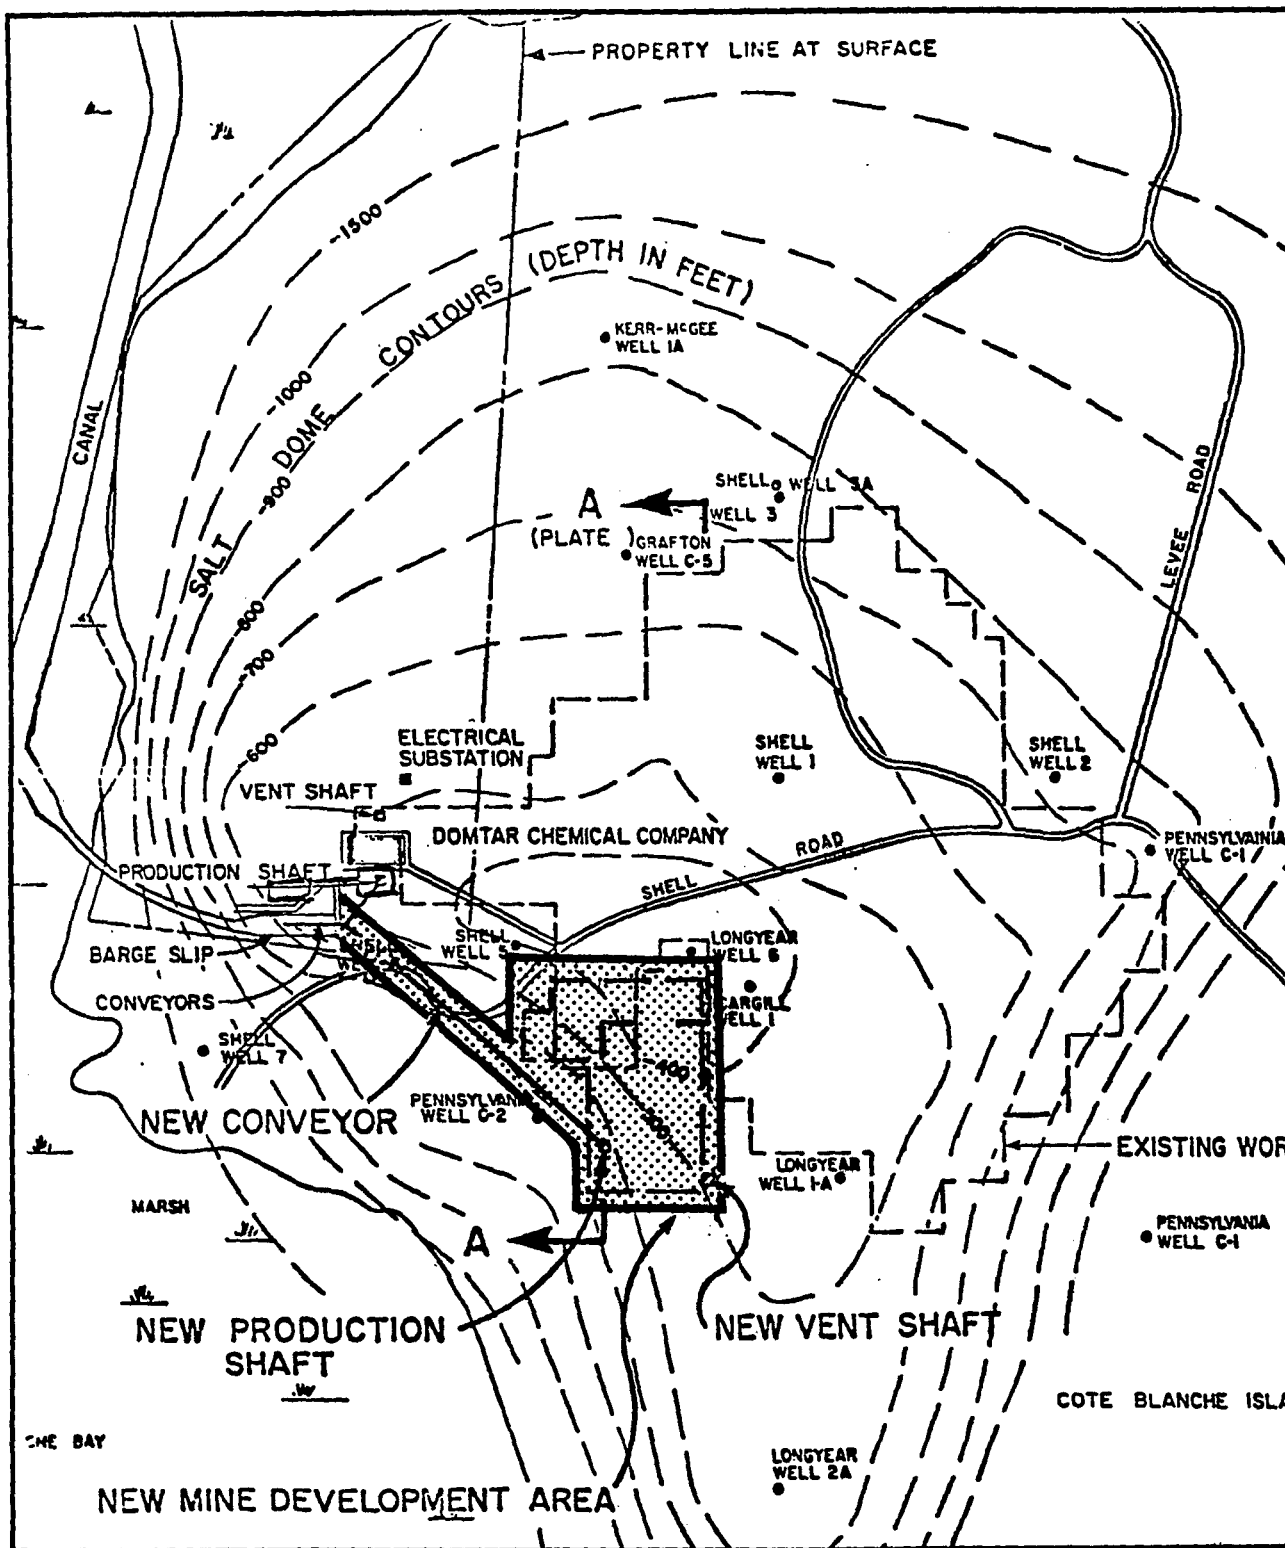 PROPERTY LINE AT SURFACE
-1500
SALT DOME CONTOURS (DEPTH IN FEET)
KERR-McGEE
WELL 1A
-1000
CANAL
-900
SHELL WELL 3A
WELL 3
A
(PLATE )
GRAFTON
WELL C-5
LEVEE ROAD
-800
-700
-600
ELECTRICAL
SUBSTATION
SHELL
WELL 1
SHELL
WELL 2
VENT SHAFT
DOMTAR CHEMICAL COMPANY
SHELL ROAD
PENNSYLVAINIA
WELL C-1
PRODUCTION SHAFT
BARGE SLIP
SHELL
WELL 5
LONGYEAR
WELL 6
CONVEYORS
CARGILL
WELL 1
SHELL
WELL 7
-400
NEW CONVEYOR
PENNSYLVANIA
WELL C-2
EXISTING WOR
LONGYEAR
WELL 1-A
MARSH
A
PENNSYLVANIA
WELL C-1
NEW PRODUCTION
SHAFT
NEW VENT SHAFT
COTE BLANCHE ISLA
CHE BAY
LONGYEAR
WELL 2A
NEW MINE DEVELOPMENT AREA